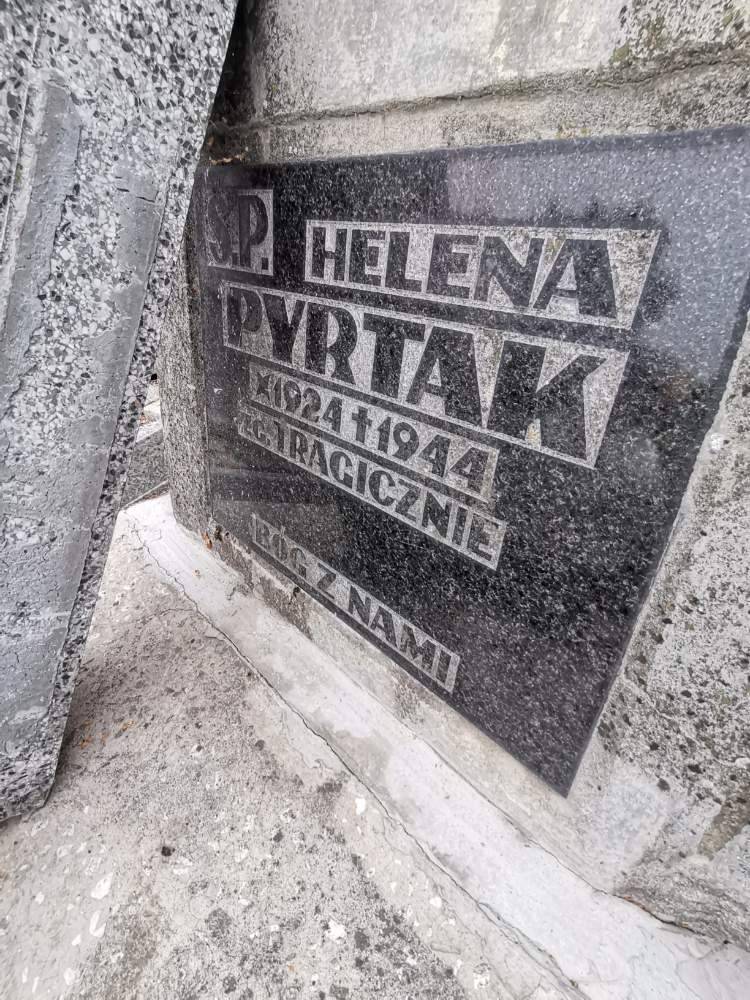 Ś.P. HELENA
PYRTAK
×1924 †1944
ZG. TRAGICZNIE
BÓG Z NAMI